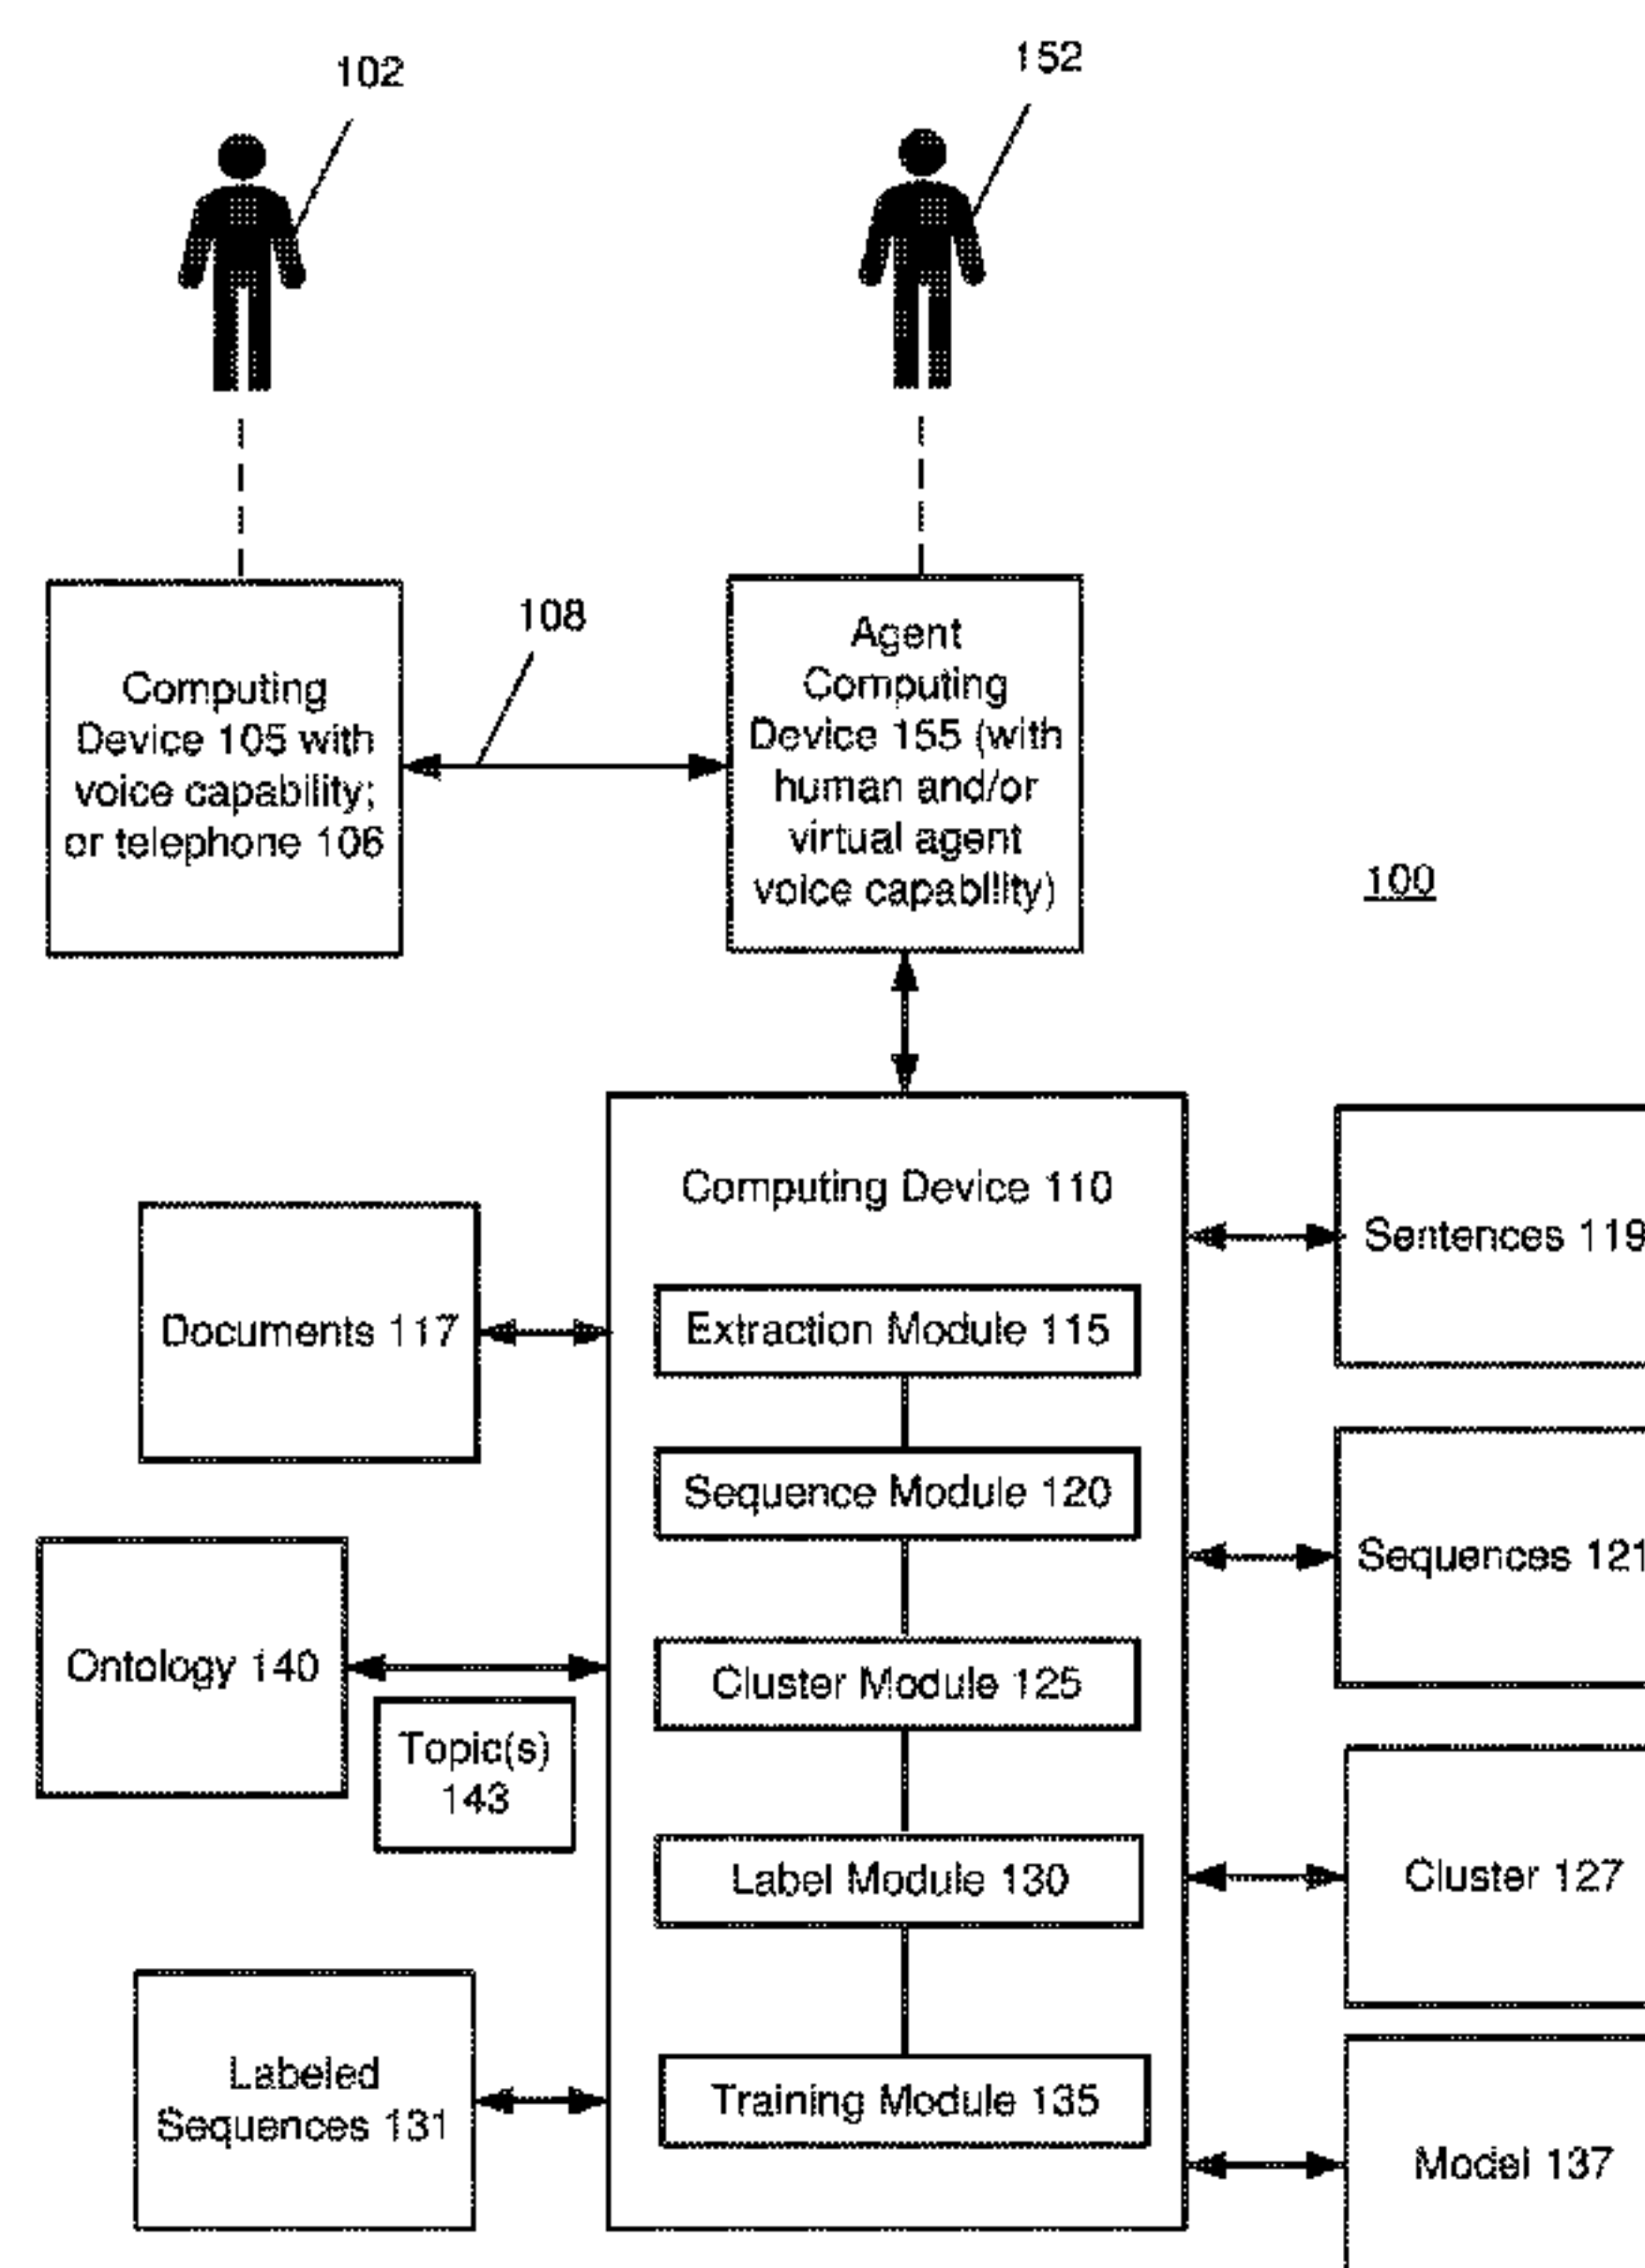 102
152
108
Computing
Device 105 with
voice capability;
or telephone 106
Agent
Computing
Device 155 (with
human and/or
virtual agent
voice capability)
100
Computing Device 110
Sentences 119
Documents 117
Extraction Module 115
Sequence Module 120
Sequences 121
Ontology 140
Cluster Module 125
Topic(s)
143
Label Module 130
Cluster 127
Labeled
Sequences 131
Training Module 135
Model 137